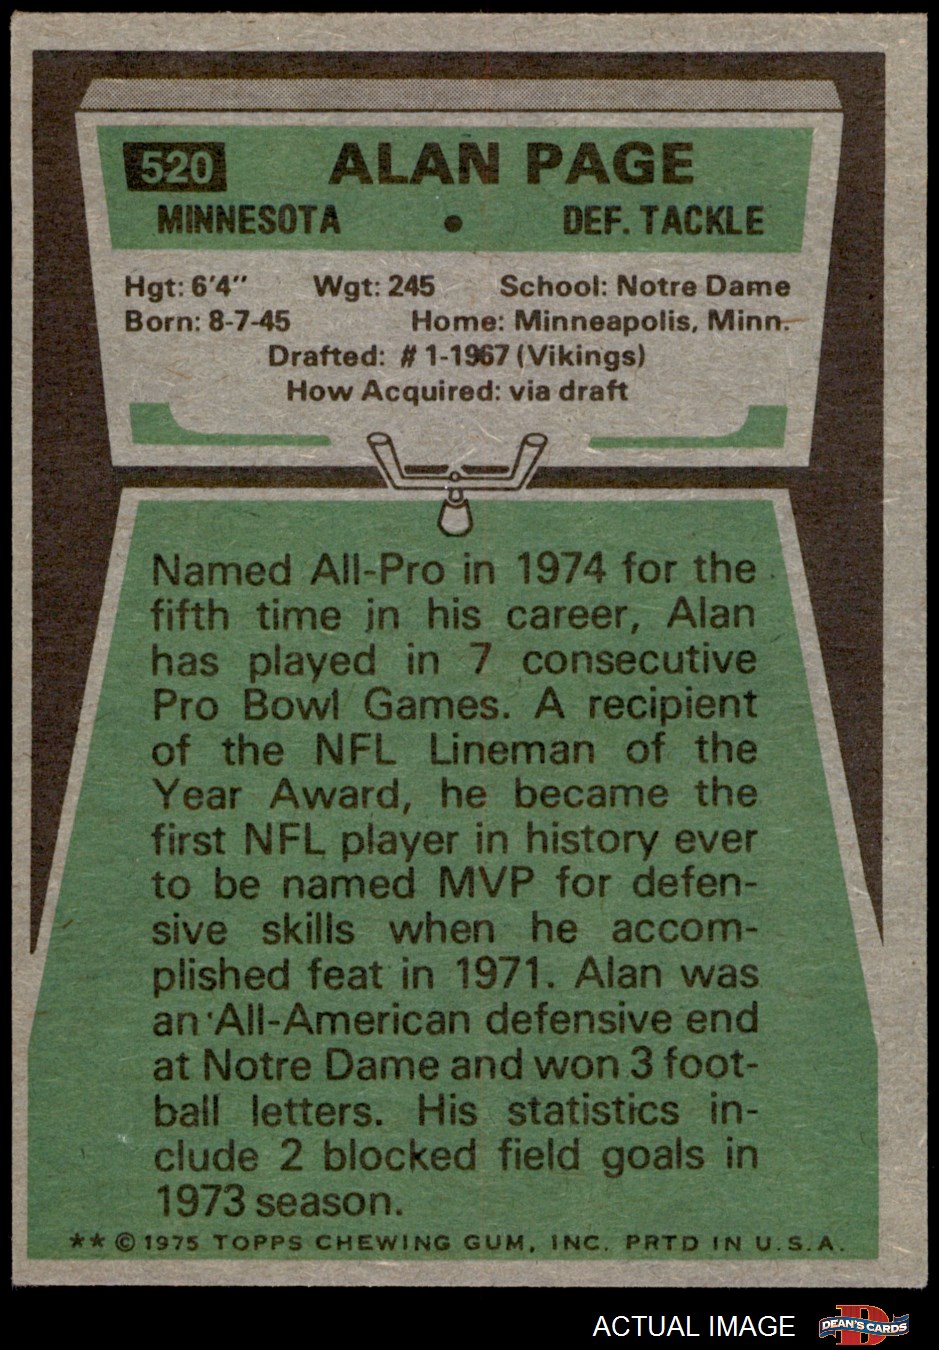 520 ALAN PAGE
MINNESOTA • DEF. TACKLE
Hgt: 6'4" Wgt: 245 School: Notre Dame
Born: 8-7-45 Home: Minneapolis, Minn.
Drafted: # 1-1967 (Vikings)
How Acquired: via draft
Named All-Pro in 1974 for the
fifth time in his career, Alan
has played in 7 consecutive
Pro Bowl Games. A recipient
of the NFL Lineman of the
Year Award, he became the
first NFL player in history ever
to be named MVP for defen-
sive skills when he accom-
plished feat in 1971. Alan was
an All-American defensive end
at Notre Dame and won 3 foot-
ball letters. His statistics in-
clude 2 blocked field goals in
1973 season.
** © 1975 TOPPS CHEWING GUM, INC. PRTD IN U.S.A.
ACTUAL IMAGE DEAN'S CARDS